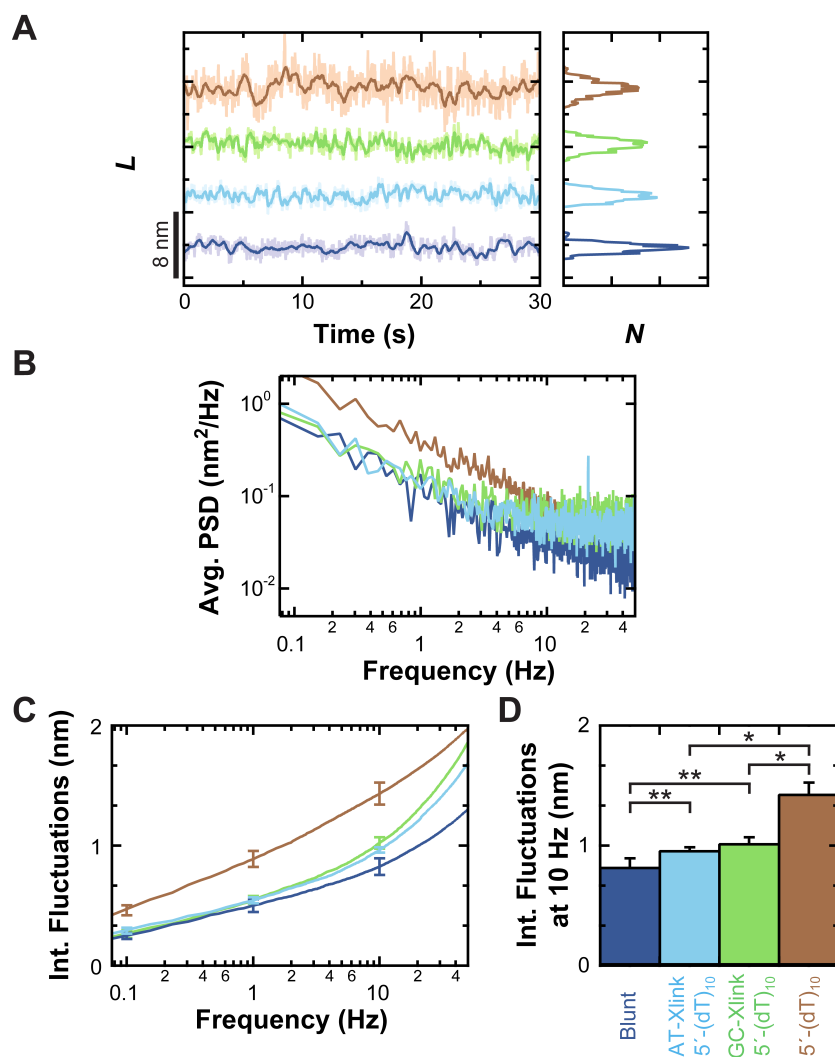 A
L
8 nm
0 10 20 30
Time (s)
N
B
Avg. PSD (nm²/Hz)
10⁰
10⁻¹
10⁻²
0.1 2 4 6 1 2 4 6 10 2 4
Frequency (Hz)
C
Int. Fluctuations (nm)
2
1
0
0.1 4 6 1 2 4 6 10 2 4
Frequency (Hz)
D
Int. Fluctuations
at 10 Hz (nm)
2
1
0
*
** *
**
Blunt
AT-Xlink
5´-(dT)₁₀
GC-Xlink
5´-(dT)₁₀
5´-(dT)₁₀